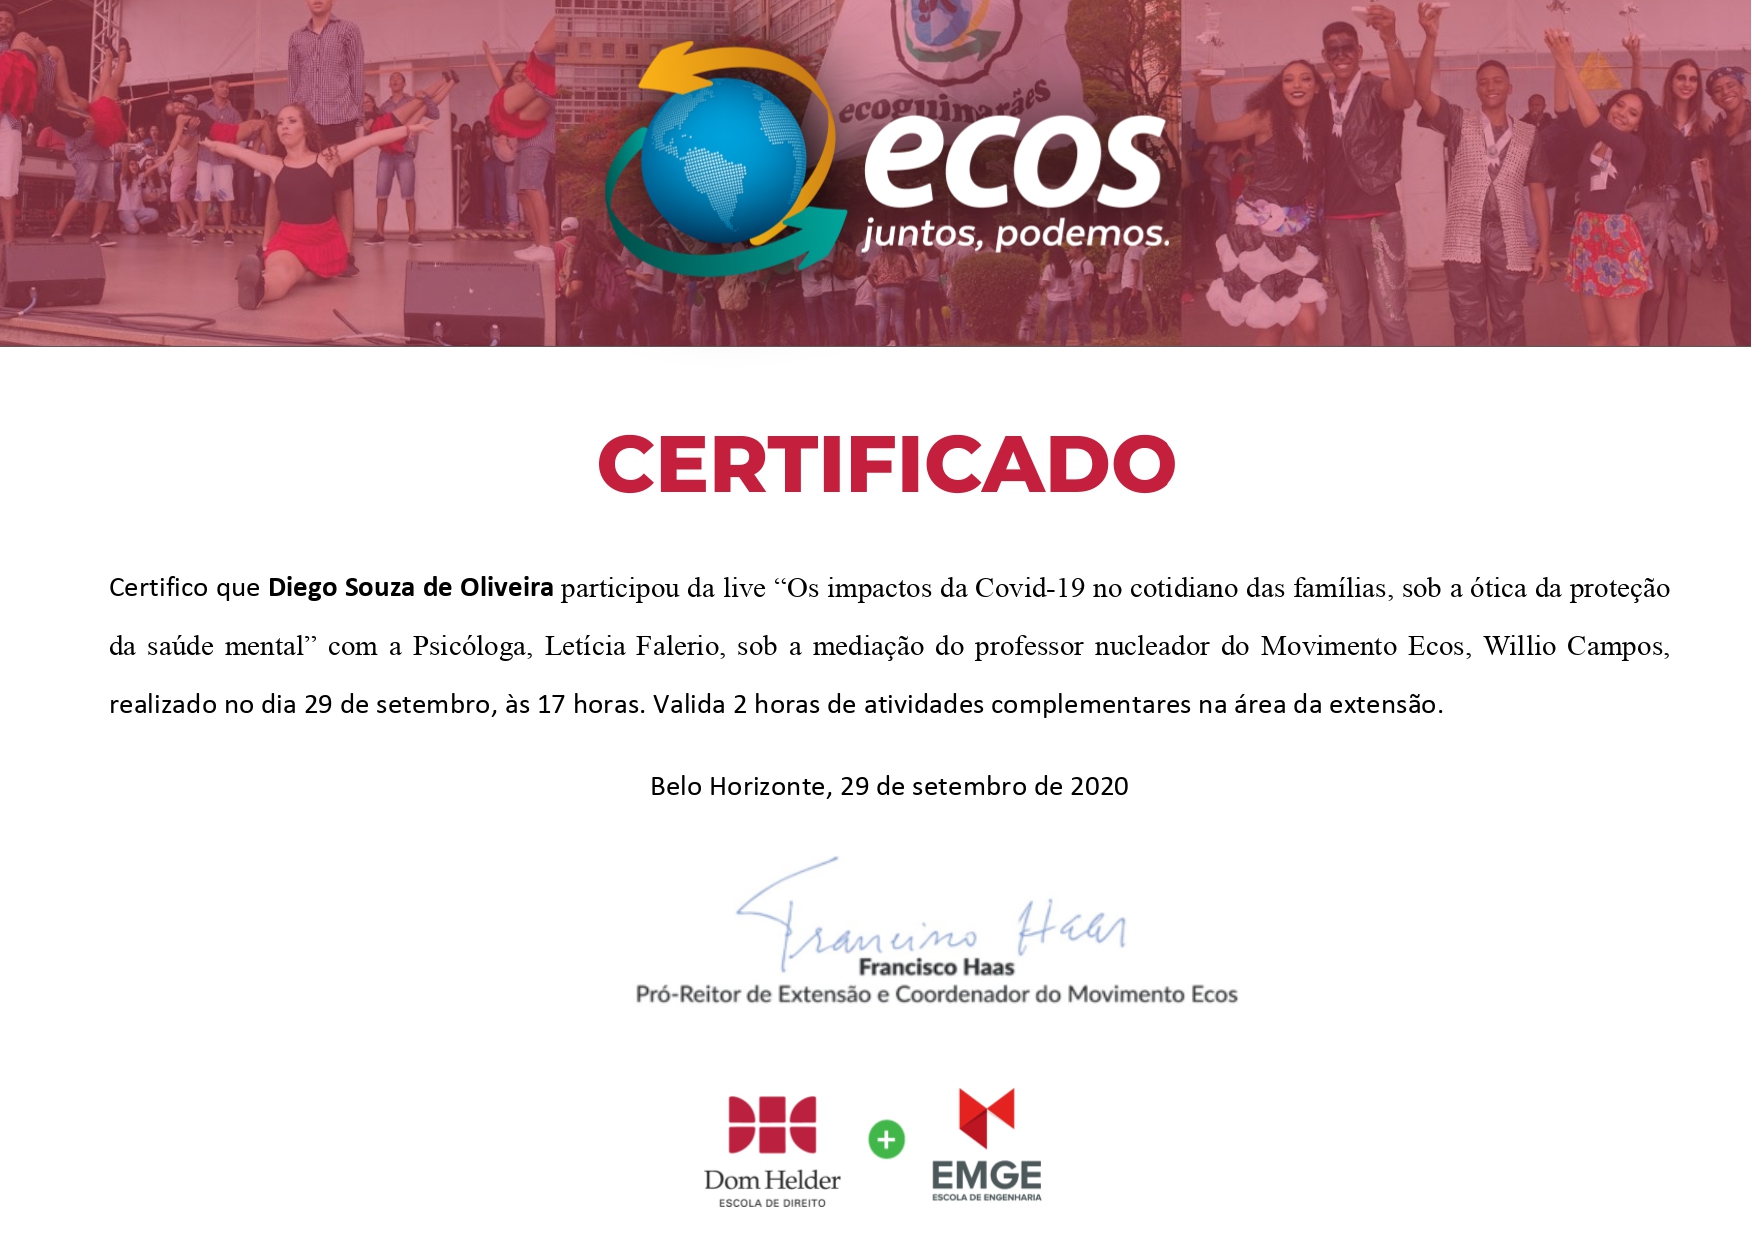 ecoguimarães
ecos
juntos, podemos.
CERTIFICADO
Certifico que Diego Souza de Oliveira participou da live “Os impactos da Covid-19 no cotidiano das famílias, sob a ótica da proteção
da saúde mental” com a Psicóloga, Letícia Falerio, sob a mediação do professor nucleador do Movimento Ecos, Willio Campos,
realizado no dia 29 de setembro, às 17 horas. Valida 2 horas de atividades complementares na área da extensão.
Belo Horizonte, 29 de setembro de 2020
Francisco Haas
Francisco Haas
Pró-Reitor de Extensão e Coordenador do Movimento Ecos
Dom Helder
ESCOLA DE DIREITO
+
EMGE
ESCOLA DE ENGENHARIA